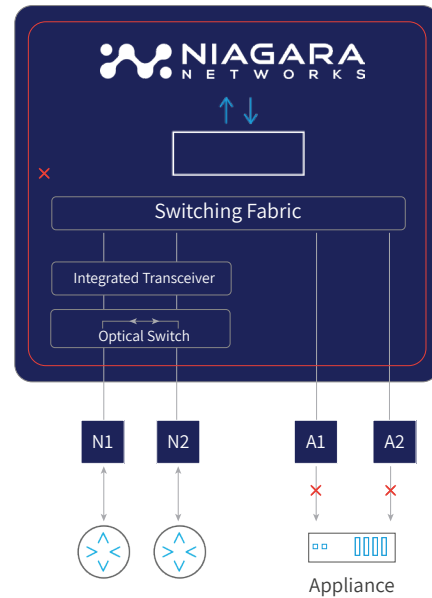 NIAGARA
NETWORKS
Switching Fabric
Integrated Transceiver
Optical Switch
N1 N2 A1 A2
Appliance